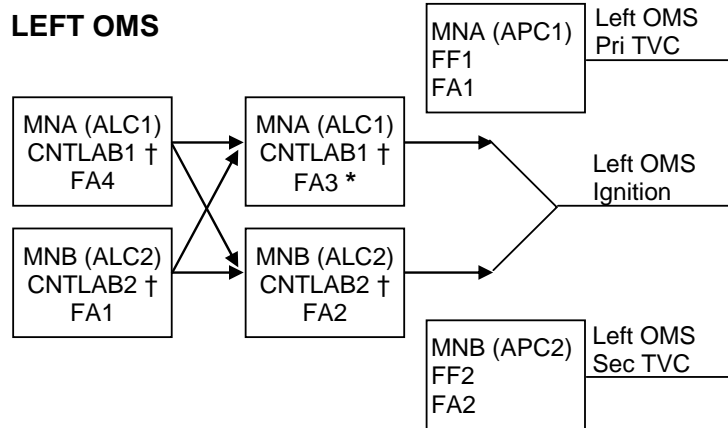 LEFT OMS
MNA (APC1)
FF1
FA1
Left OMS
Pri TVC
MNA (ALC1)
CNTLAB1 †
FA4
MNA (ALC1)
CNTLAB1 †
FA3 *
Left OMS
Ignition
MNB (ALC2)
CNTLAB2 †
FA1
MNB (ALC2)
CNTLAB2 †
FA2
MNB (APC2)
FF2
FA2
Left OMS
Sec TVC